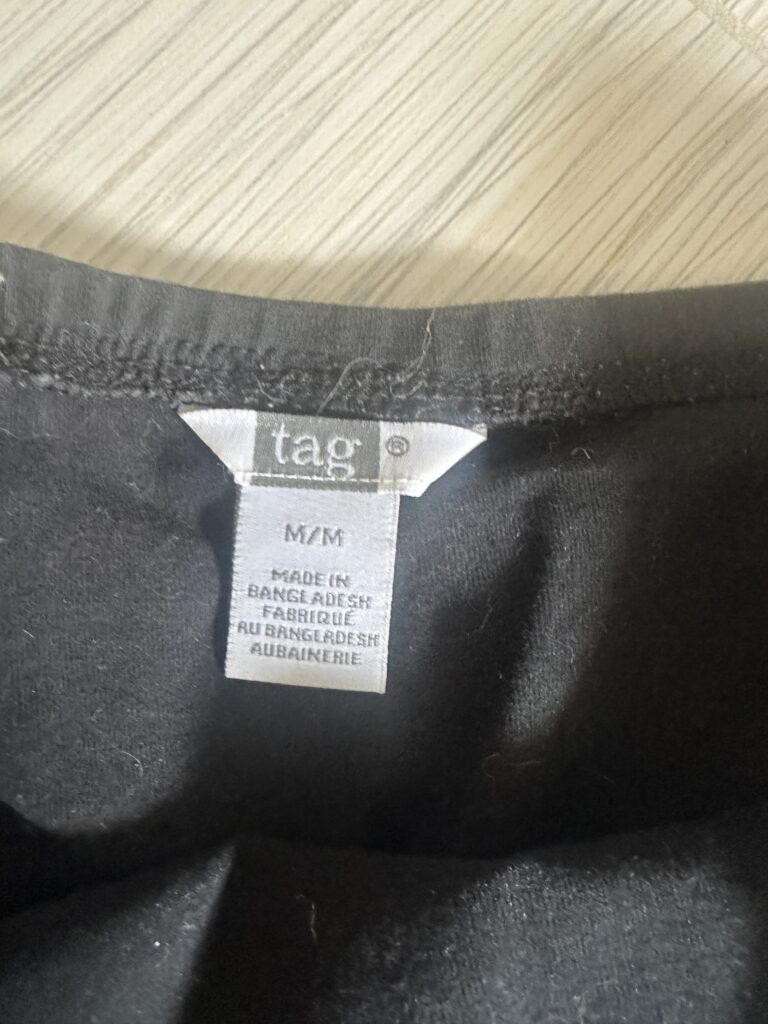 tag ®
M/M
MADE IN
BANGLADESH
FABRIQUÉ
AU BANGLADESH
AUBAINERIE